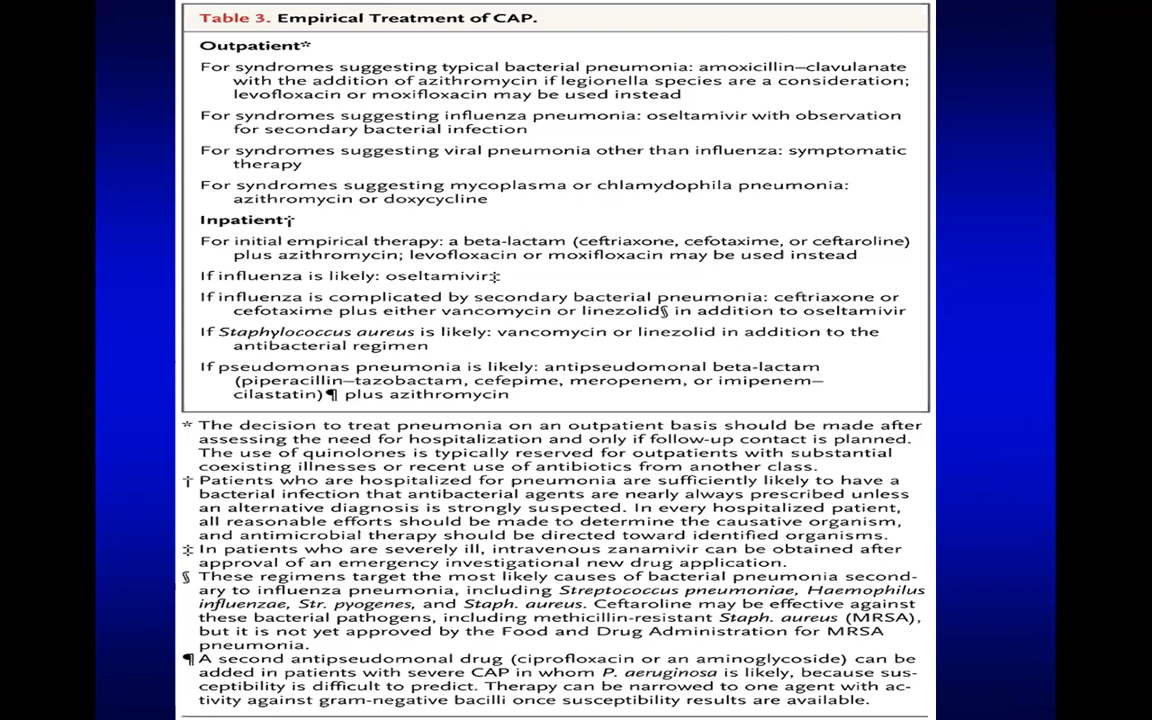 Table 3. Empirical Treatment of CAP.
Outpatient*
For syndromes suggesting typical bacterial pneumonia: amoxicillin–clavulanate
with the addition of azithromycin if legionella species are a consideration;
levofloxacin or moxifloxacin may be used instead
For syndromes suggesting influenza pneumonia: oseltamivir with observation
for secondary bacterial infection
For syndromes suggesting viral pneumonia other than influenza: symptomatic
therapy
For syndromes suggesting mycoplasma or chlamydophila pneumonia:
azithromycin or doxycycline
Inpatient†
For initial empirical therapy: a beta-lactam (ceftriaxone, cefotaxime, or ceftaroline)
plus azithromycin; levofloxacin or moxifloxacin may be used instead
If influenza is likely: oseltamivir‡
If influenza is complicated by secondary bacterial pneumonia: ceftriaxone or
cefotaxime plus either vancomycin or linezolid§ in addition to oseltamivir
If Staphylococcus aureus is likely: vancomycin or linezolid in addition to the
antibacterial regimen
If pseudomonas pneumonia is likely: antipseudomonal beta-lactam
(piperacillin–tazobactam, cefepime, meropenem, or imipenem–
cilastatin)¶ plus azithromycin
* The decision to treat pneumonia on an outpatient basis should be made after
assessing the need for hospitalization and only if follow-up contact is planned.
The use of quinolones is typically reserved for outpatients with substantial
coexisting illnesses or recent use of antibiotics from another class.
† Patients who are hospitalized for pneumonia are sufficiently likely to have a
bacterial infection that antibacterial agents are nearly always prescribed unless
an alternative diagnosis is strongly suspected. In every hospitalized patient,
all reasonable efforts should be made to determine the causative organism,
and antimicrobial therapy should be directed toward identified organisms.
‡ In patients who are severely ill, intravenous zanamivir can be obtained after
approval of an emergency investigational new drug application.
§ These regimens target the most likely causes of bacterial pneumonia second-
ary to influenza pneumonia, including Streptococcus pneumoniae, Haemophilus
influenzae, Str. pyogenes, and Staph. aureus. Ceftaroline may be effective against
these bacterial pathogens, including methicillin-resistant Staph. aureus (MRSA),
but it is not yet approved by the Food and Drug Administration for MRSA
pneumonia.
¶ A second antipseudomonal drug (ciprofloxacin or an aminoglycoside) can be
added in patients with severe CAP in whom P. aeruginosa is likely, because sus-
ceptibility is difficult to predict. Therapy can be narrowed to one agent with ac-
tivity against gram-negative bacilli once susceptibility results are available.